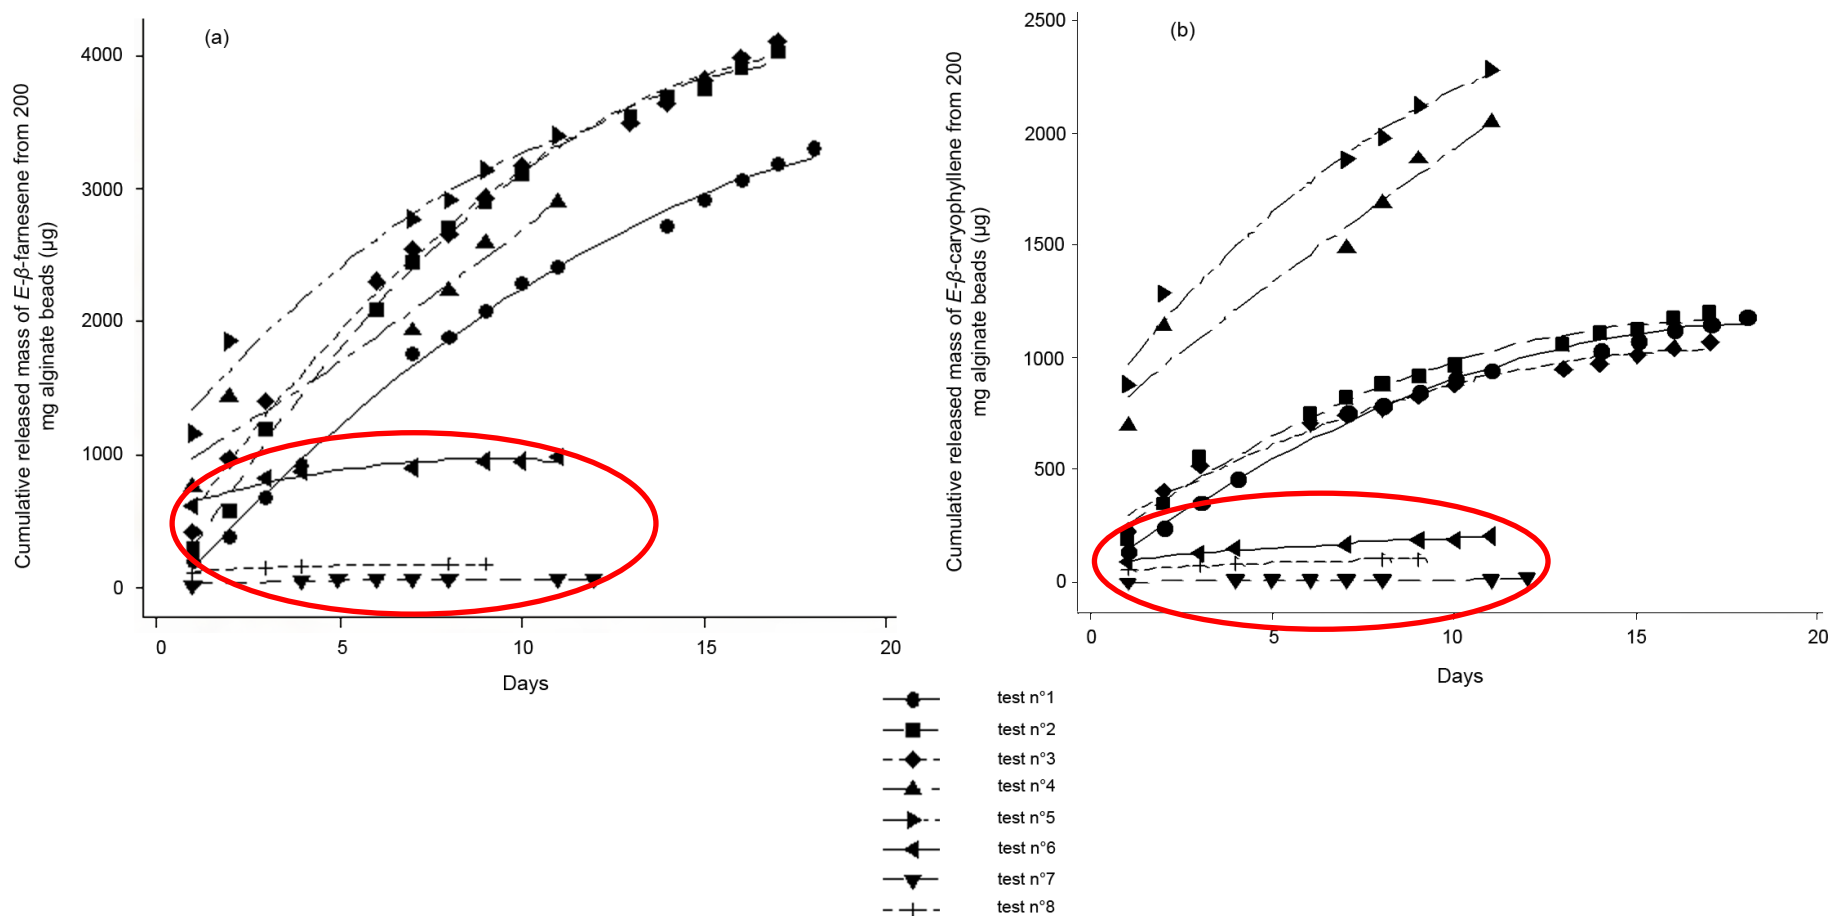 (a)
4000
3000
2000
1000
0
Cumulative released mass of E-β-farnesene from 200
mg alginate beads (µg)
0
5
10
15
20
Days
(b)
2500
2000
1500
1000
500
0
Cumulative released mass of E-β-caryophyllene from 200
mg alginate beads (µg)
0
5
10
15
20
Days
test n°1
test n°2
test n°3
test n°4
test n°5
test n°6
test n°7
test n°8